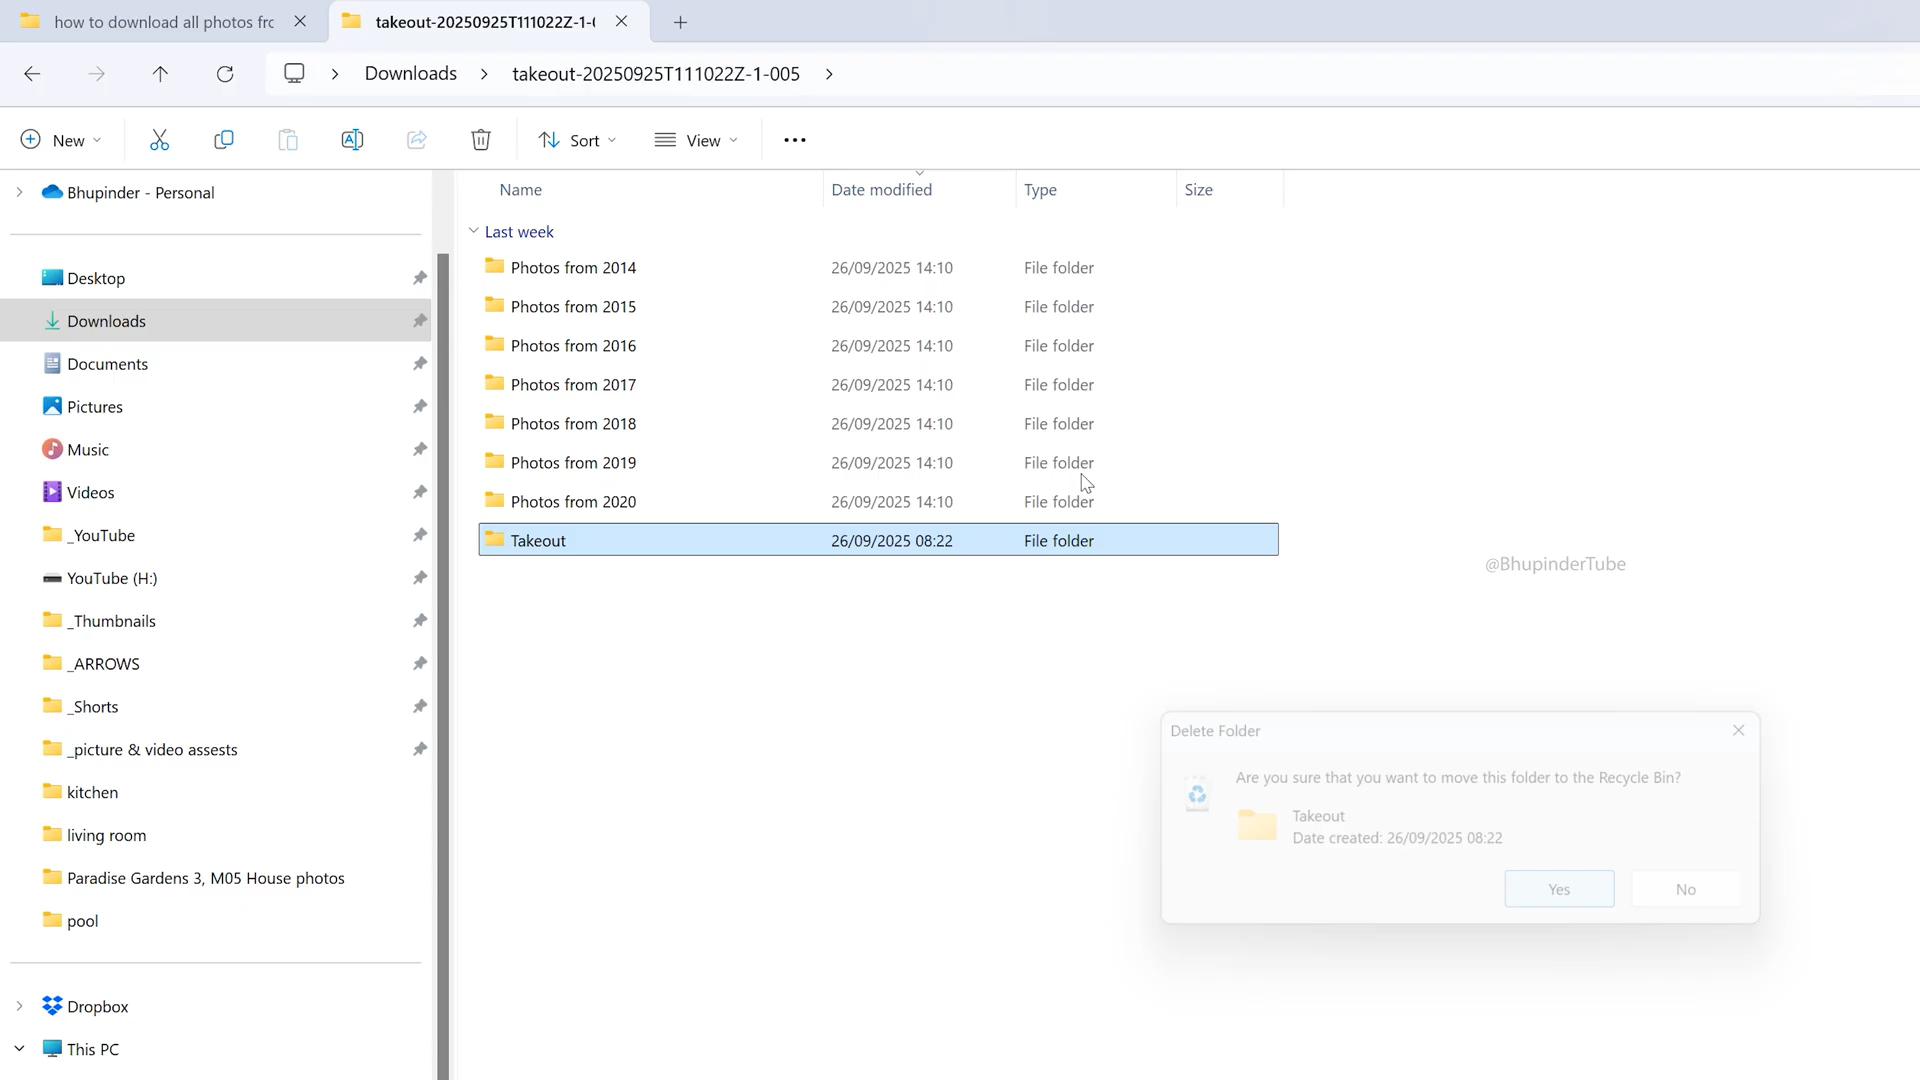 how to download all photos frc
takeout-20250925T111022Z-1-(
Downloads
takeout-20250925T111022Z-1-005
New
Sort
View
Bhupinder - Personal
Desktop
Downloads
Documents
Pictures
Music
Videos
_YouTube
YouTube (H:)
_Thumbnails
_ARROWS
_Shorts
_picture & video assests
kitchen
living room
Paradise Gardens 3, M05 House photos
pool
Dropbox
This PC
Name Date modified Type Size
Last week
Photos from 2014 26/09/2025 14:10 File folder
Photos from 2015 26/09/2025 14:10 File folder
Photos from 2016 26/09/2025 14:10 File folder
Photos from 2017 26/09/2025 14:10 File folder
Photos from 2018 26/09/2025 14:10 File folder
Photos from 2019 26/09/2025 14:10 File folder
Photos from 2020 26/09/2025 14:10 File folder
Takeout 26/09/2025 08:22 File folder
@BhupinderTube
Delete Folder
Are you sure that you want to move this folder to the Recycle Bin?
Takeout
Date created: 26/09/2025 08:22
Yes No